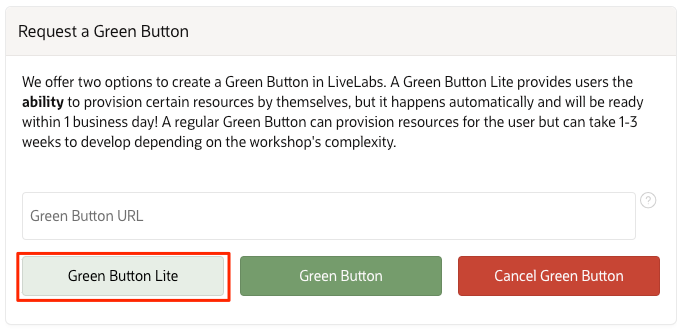 Request a Green Button
We offer two options to create a Green Button in LiveLabs. A Green Button Lite provides users the
ability to provision certain resources by themselves, but it happens automatically and will be ready
within 1 business day! A regular Green Button can provision resources for the user but can take 1-3
weeks to develop depending on the workshop's complexity.
Green Button URL
?
Green Button Lite
Green Button
Cancel Green Button